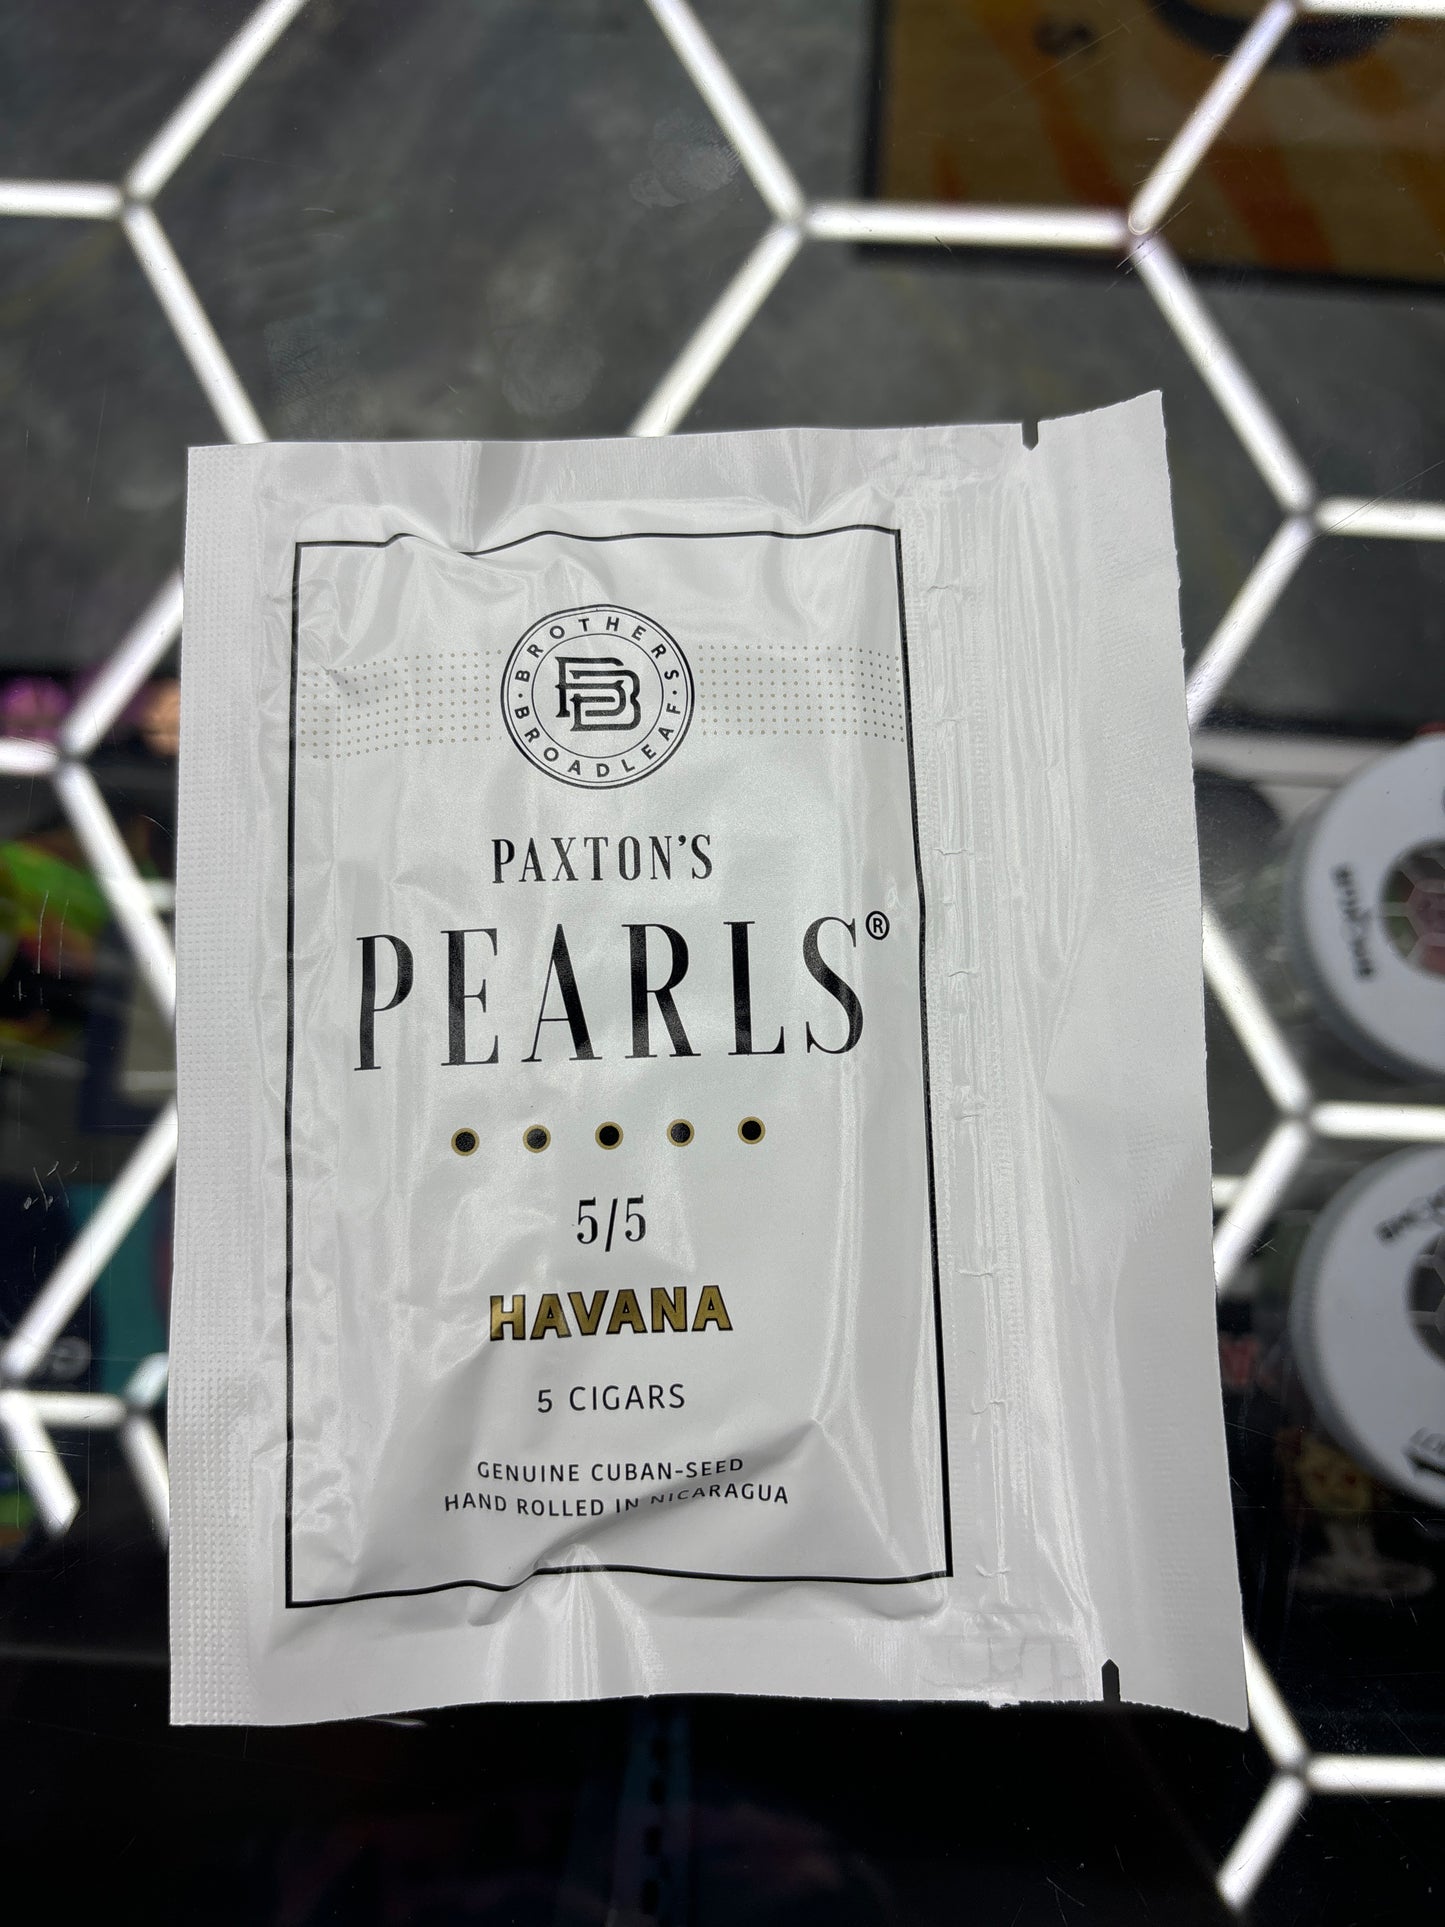 BROTHERS
BB
BROADLEAF
PAXTON'S
PEARLS®
5/5
HAVANA
5 CIGARS
GENUINE CUBAN-SEED
HAND ROLLED IN NICARAGUA